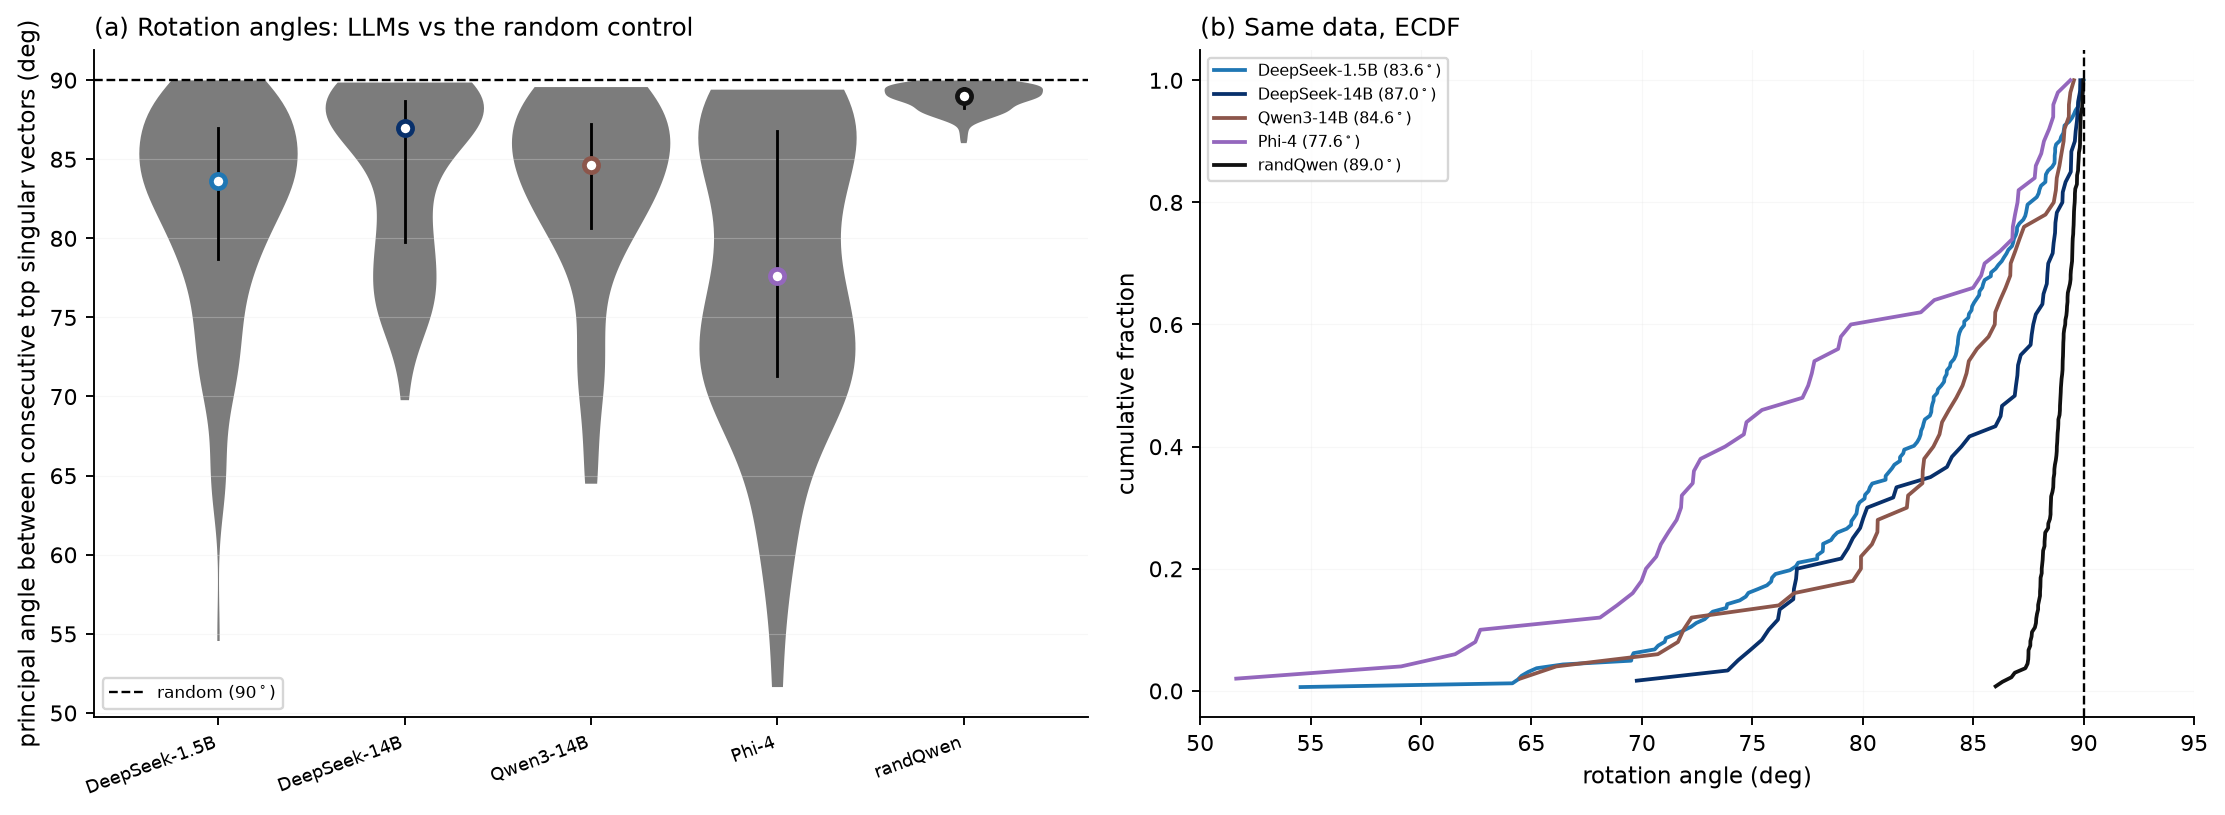 (a) Rotation angles: LLMs vs the random control
principal angle between consecutive top singular vectors (deg)
90
85
80
75
70
65
60
55
50
random (90°)
DeepSeek-1.5B
DeepSeek-14B
Qwen3-14B
Phi-4
randQwen
(b) Same data, ECDF
cumulative fraction
1.0
0.8
0.6
0.4
0.2
0.0
DeepSeek-1.5B (83.6°)
DeepSeek-14B (87.0°)
Qwen3-14B (84.6°)
Phi-4 (77.6°)
randQwen (89.0°)
50 55 60 65 70 75 80 85 90 95
rotation angle (deg)